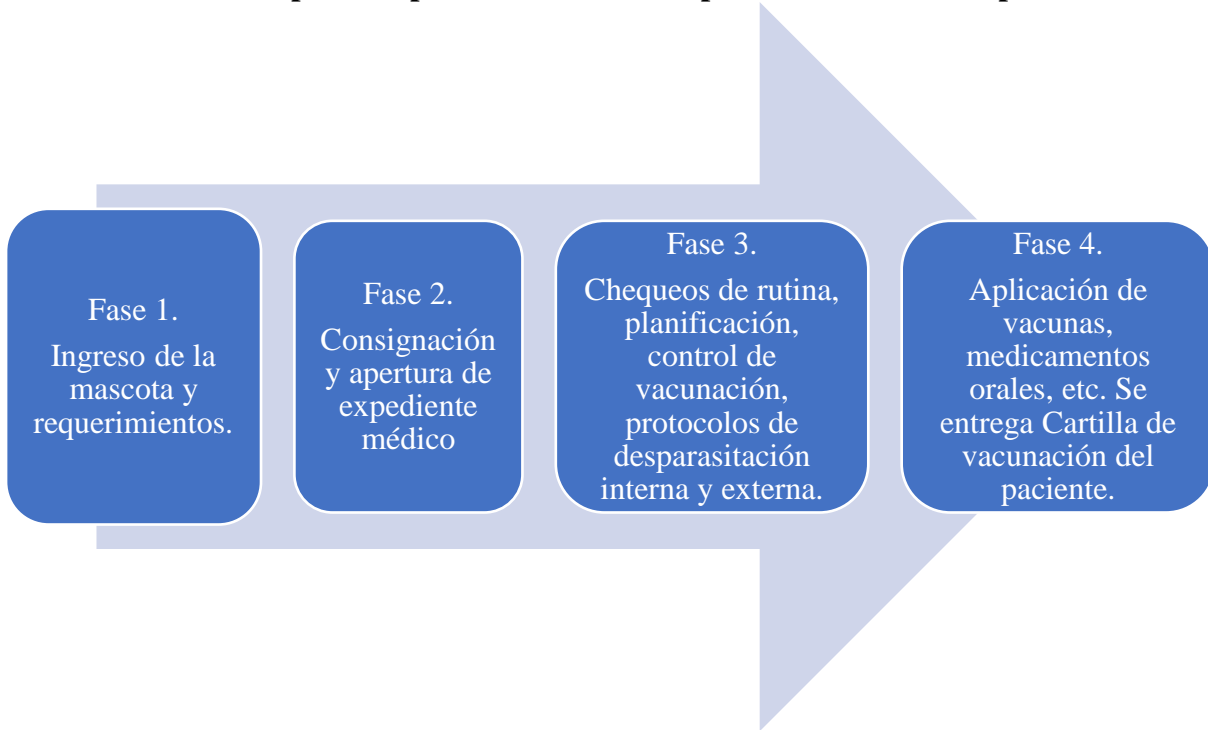 Fase 1.
Ingreso de la
mascota y
requerimientos.
Fase 2.
Consignación
y apertura de
expediente
médico
Fase 3.
Chequeos de rutina,
planificación,
control de
vacunación,
protocolos de
desparasitación
interna y externa.
Fase 4.
Aplicación de
vacunas,
medicamentos
orales, etc. Se
entrega Cartilla de
vacunación del
paciente.